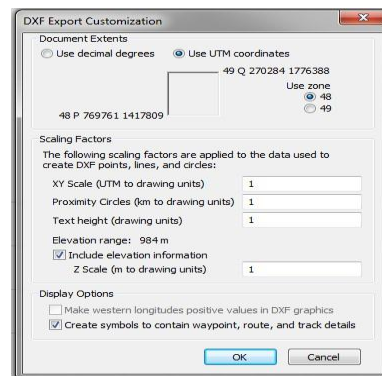 DXF Export Customization
Document Extents
Use decimal degrees
Use UTM coordinates
49 Q 270284 1776388
Use zone
48
49
48 P 769761 1417809
Scaling Factors
The following scaling factors are applied to the data used to
create DXF points, lines, and circles:
XY Scale (UTM to drawing units) 1
Proximity Circles (km to drawing units) 1
Text height (drawing units) 1
Elevation range: 984 m
Include elevation information
Z Scale (m to drawing units) 1
Display Options
Make western longitudes positive values in DXF graphics
Create symbols to contain waypoint, route, and track details
OK Cancel